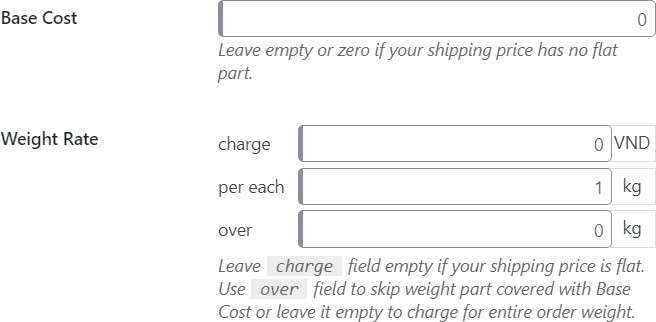 Base Cost
0
Leave empty or zero if your shipping price has no flat
part.
Weight Rate
charge 0 VND
per each 1 kg
over 0 kg
Leave charge field empty if your shipping price is flat.
Use over field to skip weight part covered with Base
Cost or leave it empty to charge for entire order weight.